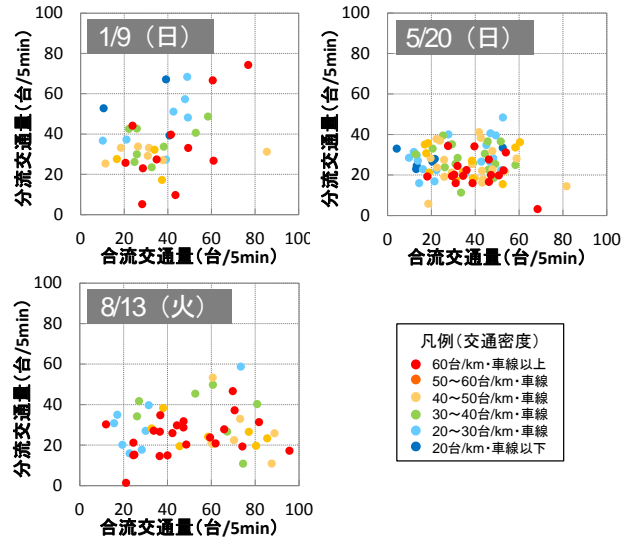 1/9（日）
分流交通量(台/5min)
100
80
60
40
20
0
0 20 40 60 80 100
合流交通量(台/5min)
5/20（日）
分流交通量(台/5min)
100
80
60
40
20
0
0 20 40 60 80 100
合流交通量(台/5min)
8/13（火）
分流交通量(台/5min)
100
80
60
40
20
0
0 20 40 60 80 100
合流交通量(台/5min)
凡例(交通密度)
60台/km・車線以上
50～60台/km・車線
40～50台/km・車線
30～40台/km・車線
20～30台/km・車線
20台/km・車線以下